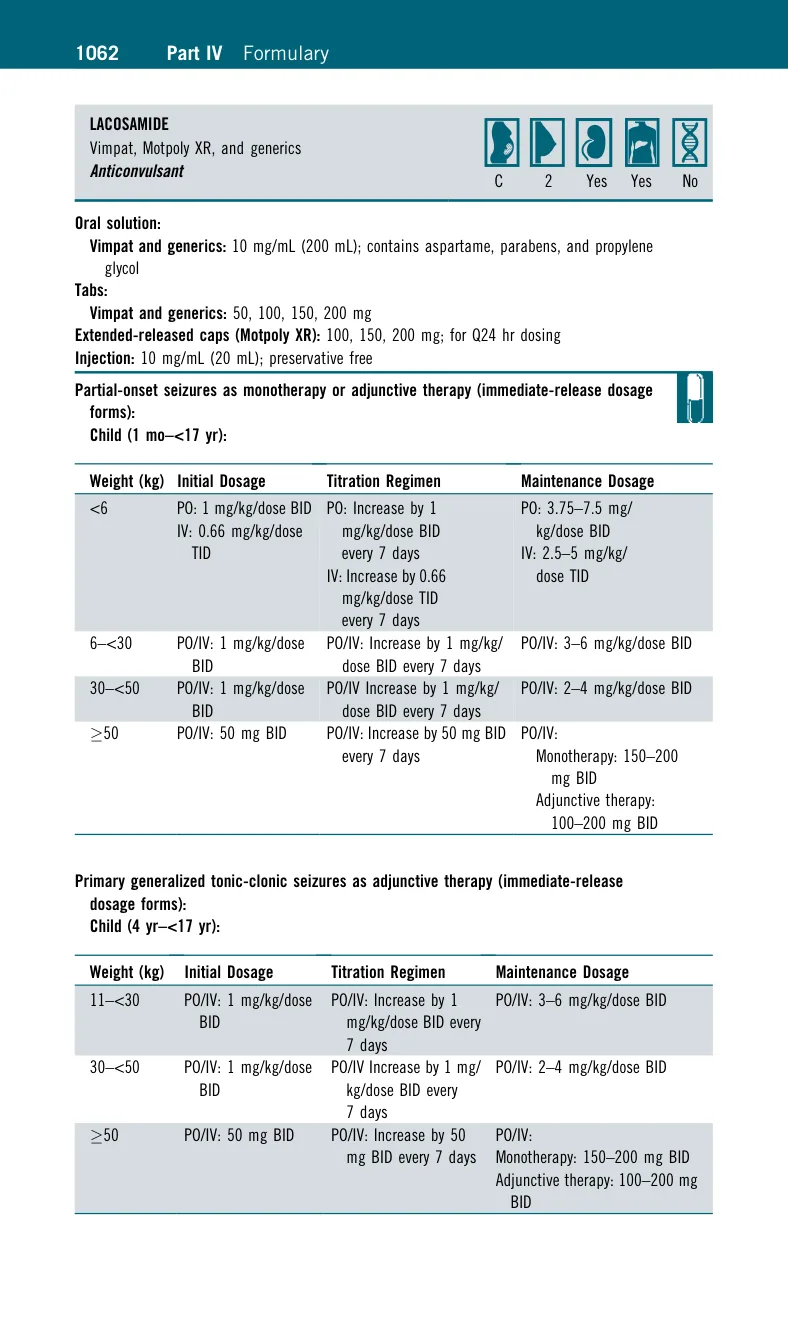 1062 Part IV Formulary
LACOSAMIDE
Vimpat, Motpoly XR, and generics
Anticonvulsant
C 2 Yes Yes No
Oral solution:
Vimpat and generics: 10 mg/mL (200 mL); contains aspartame, parabens, and propylene
glycol
Tabs:
Vimpat and generics: 50, 100, 150, 200 mg
Extended-released caps (Motpoly XR): 100, 150, 200 mg; for Q24 hr dosing
Injection: 10 mg/mL (20 mL); preservative free
Partial-onset seizures as monotherapy or adjunctive therapy (immediate-release dosage
forms):
Child (1 mo–<17 yr):
Weight (kg) Initial Dosage Titration Regimen Maintenance Dosage
<6 PO: 1 mg/kg/dose BID PO: Increase by 1 PO: 3.75–7.5 mg/
IV: 0.66 mg/kg/dose mg/kg/dose BID kg/dose BID
TID every 7 days IV: 2.5–5 mg/kg/
IV: Increase by 0.66 dose TID
mg/kg/dose TID
every 7 days
6–<30 PO/IV: 1 mg/kg/dose PO/IV: Increase by 1 mg/kg/ PO/IV: 3–6 mg/kg/dose BID
BID dose BID every 7 days
30–<50 PO/IV: 1 mg/kg/dose PO/IV Increase by 1 mg/kg/ PO/IV: 2–4 mg/kg/dose BID
BID dose BID every 7 days
≥50 PO/IV: 50 mg BID PO/IV: Increase by 50 mg BID PO/IV:
every 7 days Monotherapy: 150–200
mg BID
Adjunctive therapy:
100–200 mg BID
Primary generalized tonic-clonic seizures as adjunctive therapy (immediate-release
dosage forms):
Child (4 yr–<17 yr):
Weight (kg) Initial Dosage Titration Regimen Maintenance Dosage
11–<30 PO/IV: 1 mg/kg/dose PO/IV: Increase by 1 PO/IV: 3–6 mg/kg/dose BID
BID mg/kg/dose BID every
7 days
30–<50 PO/IV: 1 mg/kg/dose PO/IV Increase by 1 mg/ PO/IV: 2–4 mg/kg/dose BID
BID kg/dose BID every
7 days
≥50 PO/IV: 50 mg BID PO/IV: Increase by 50 PO/IV:
mg BID every 7 days Monotherapy: 150–200 mg BID
Adjunctive therapy: 100–200 mg
BID